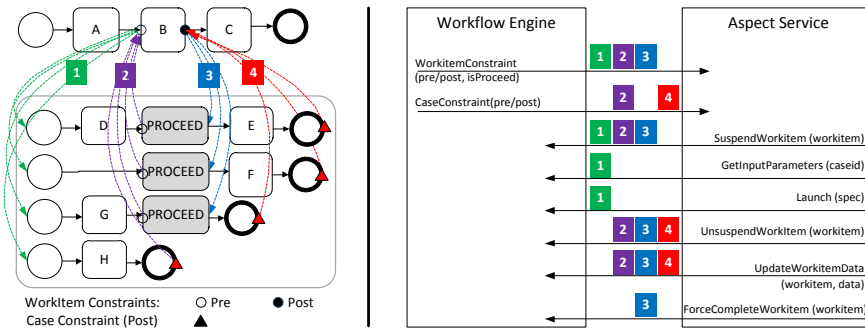 A B C
1 2 3 4
D PROCEED E
PROCEED F
G PROCEED
H
WorkItem Constraints: Pre Post
Case Constraint (Post)
Workflow Engine Aspect Service
WorkitemConstraint 1 2 3
(pre/post, isProceed)
CaseConstraint(pre/post) 2 4
1 2 3 SuspendWorkitem (workitem)
1 GetInputParameters (caseid)
1 Launch (spec)
2 3 4 UnsuspendWorkItem (workitem)
2 3 4 UpdateWorkitemData
(workitem, data)
3 ForceCompleteWorkitem (workitem)